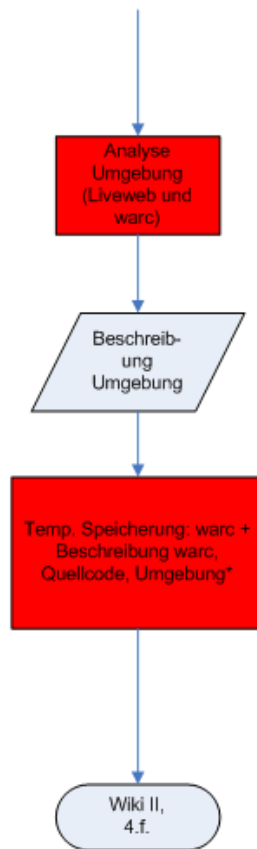 Analyse
Umgebung
(Liveweb und
warc)
Beschreib-
ung
Umgebung
Temp. Speicherung: warc +
Beschreibung warc,
Quellcode, Umgebung*
Wiki II,
4.f.